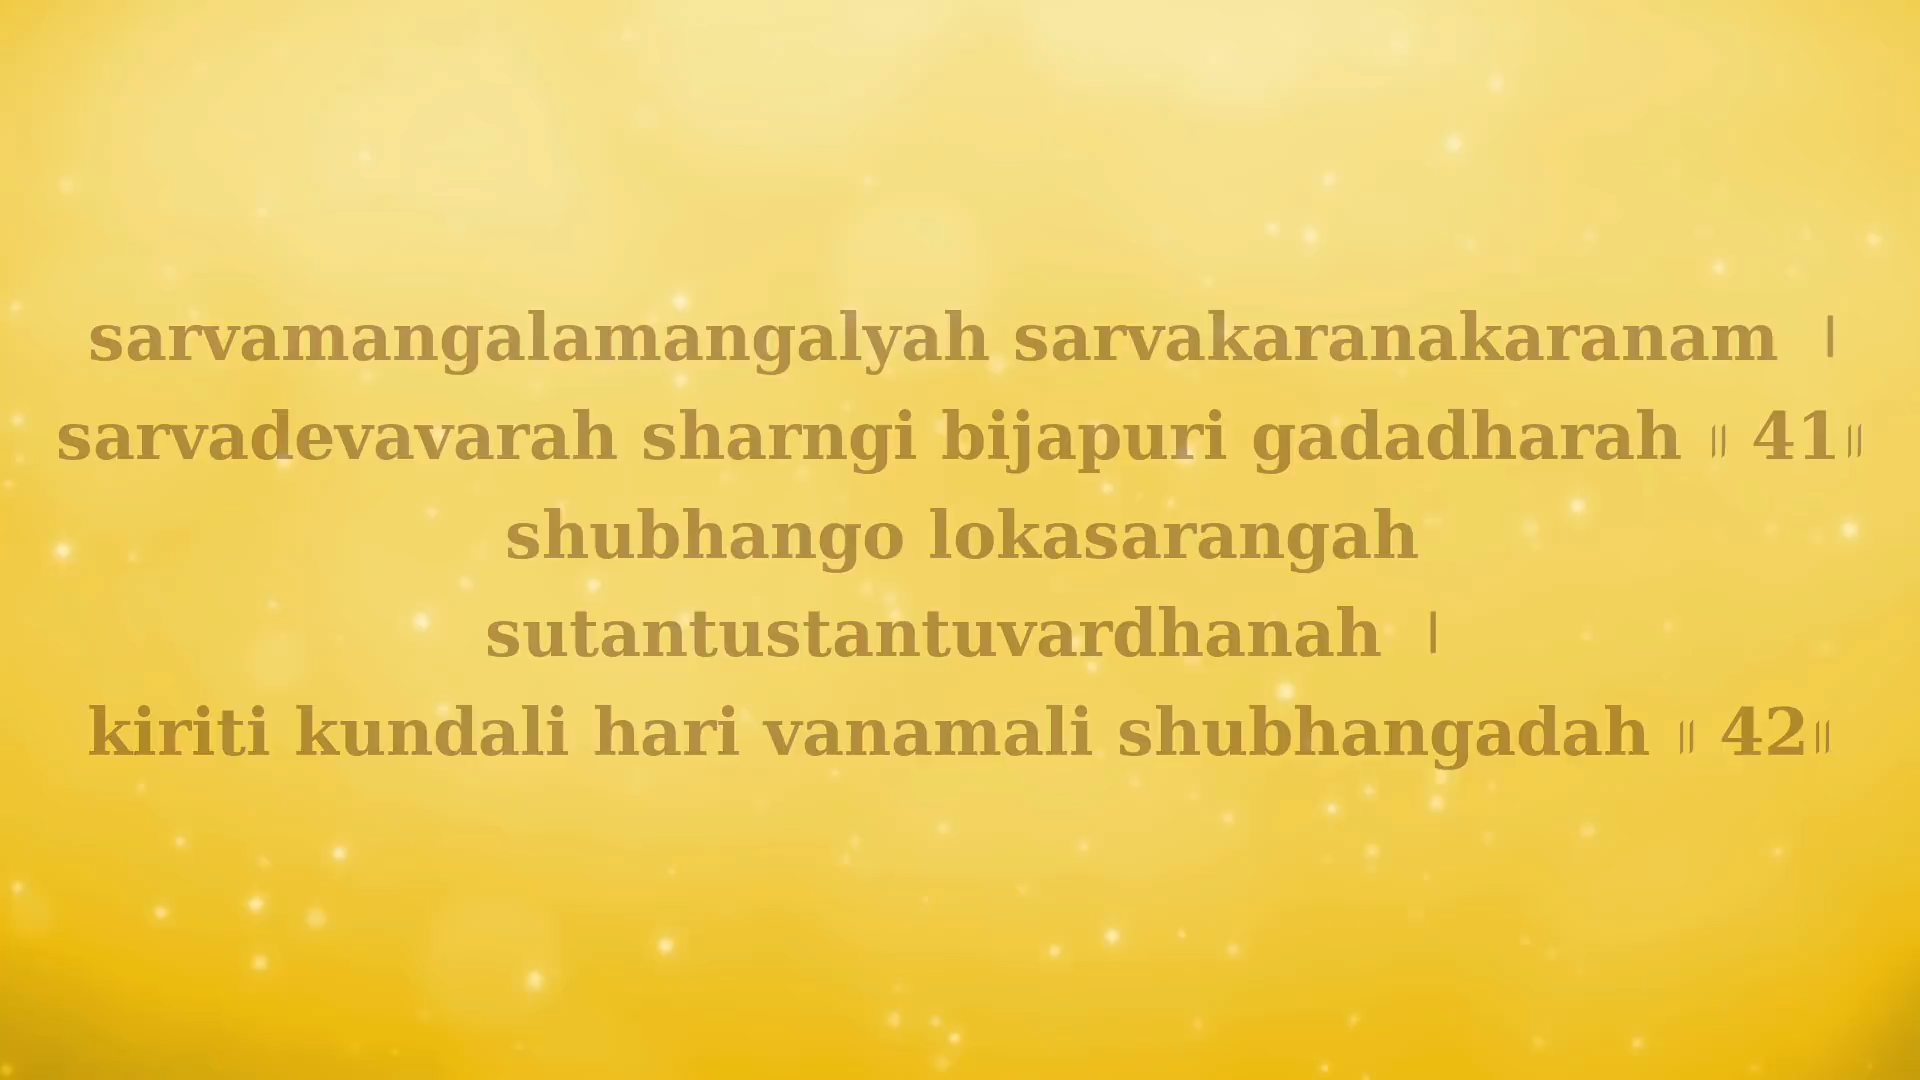 sarvamangalamangalyah sarvakaranakaranam ।
sarvadevavarah sharngi bijapuri gadadharah ॥ 41॥
shubhango lokasarangah
sutantustantuvardhanah ।
kiriti kundali hari vanamali shubhangadah ॥ 42॥